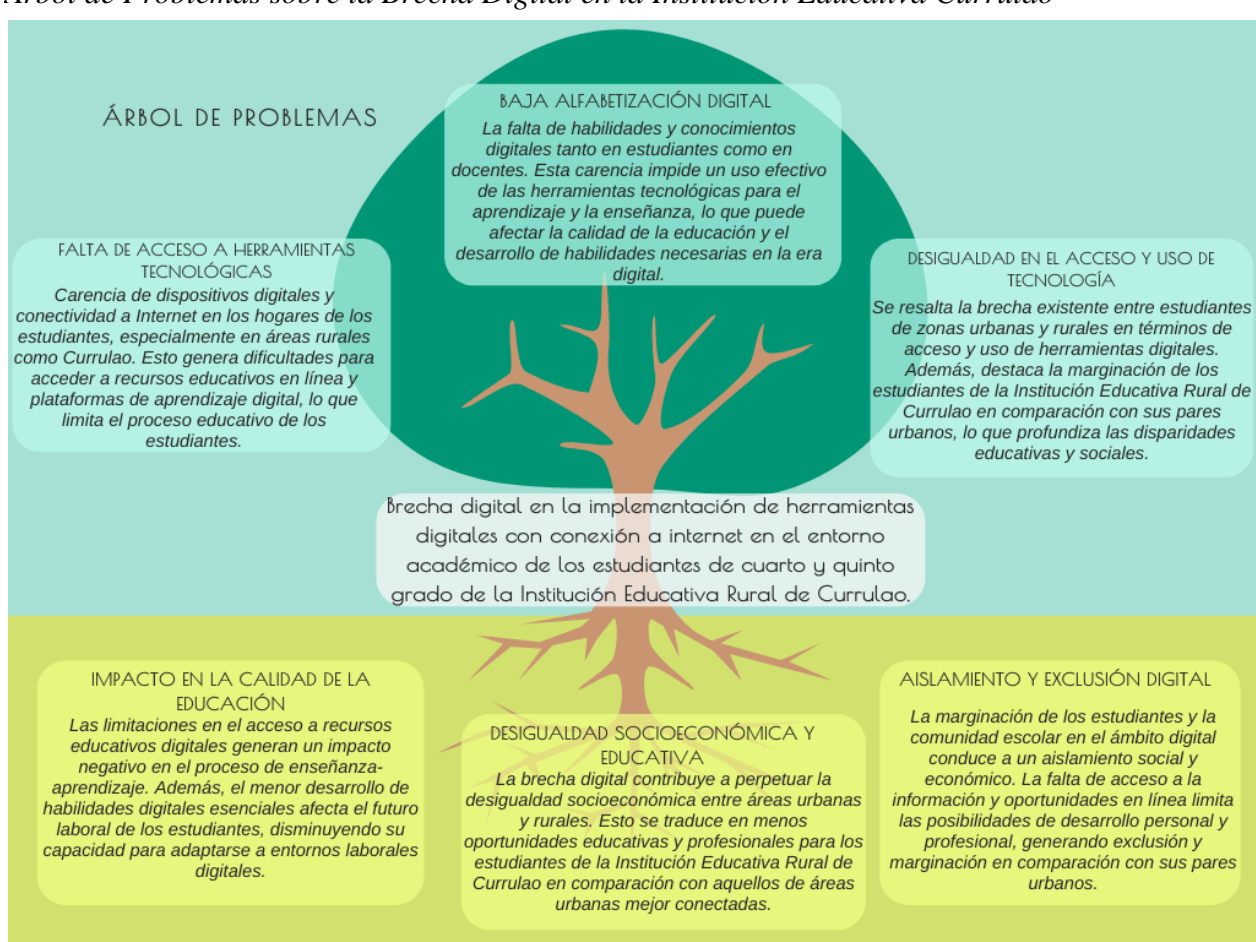 Árbol de Problemas sobre la Brecha Digital en la Institución Educativa Currulao
ÁRBOL DE PROBLEMAS
BAJA ALFABETIZACIÓN DIGITAL
La falta de habilidades y conocimientos
digitales tanto en estudiantes como en
docentes. Esta carencia impide un uso efectivo
de las herramientas tecnológicas para el
aprendizaje y la enseñanza, lo que puede
afectar la calidad de la educación y el
desarrollo de habilidades necesarias en la era
digital.
FALTA DE ACCESO A HERRAMIENTAS
TECNOLÓGICAS
Carencia de dispositivos digitales y
conectividad a Internet en los hogares de los
estudiantes, especialmente en áreas rurales
como Currulao. Esto genera dificultades para
acceder a recursos educativos en línea y
plataformas de aprendizaje digital, lo que
limita el proceso educativo de los
estudiantes.
DESIGUALDAD EN EL ACCESO Y USO DE
TECNOLOGÍA
Se resalta la brecha existente entre estudiantes
de zonas urbanas y rurales en términos de
acceso y uso de herramientas digitales.
Además, destaca la marginación de los
estudiantes de la Institución Educativa Rural de
Currulao en comparación con sus pares
urbanos, lo que profundiza las disparidades
educativas y sociales.
Brecha digital en la implementación de herramientas
digitales con conexión a internet en el entorno
académico de los estudiantes de cuarto y quinto
grado de la Institución Educativa Rural de Currulao.
IMPACTO EN LA CALIDAD DE LA
EDUCACIÓN
Las limitaciones en el acceso a recursos
educativos digitales generan un impacto
negativo en el proceso de enseñanza-
aprendizaje. Además, el menor desarrollo de
habilidades digitales esenciales afecta el futuro
laboral de los estudiantes, disminuyendo su
capacidad para adaptarse a entornos laborales
digitales.
DESIGUALDAD SOCIOECONÓMICA Y
EDUCATIVA
La brecha digital contribuye a perpetuar la
desigualdad socioeconómica entre áreas urbanas
y rurales. Esto se traduce en menos
oportunidades educativas y profesionales para los
estudiantes de la Institución Educativa Rural de
Currulao en comparación con aquellos de áreas
urbanas mejor conectadas.
AISLAMIENTO Y EXCLUSIÓN DIGITAL
La marginación de los estudiantes y la
comunidad escolar en el ámbito digital
conduce a un aislamiento social y
económico. La falta de acceso a la
información y oportunidades en línea limita
las posibilidades de desarrollo personal y
profesional, generando exclusión y
marginación en comparación con sus pares
urbanos.